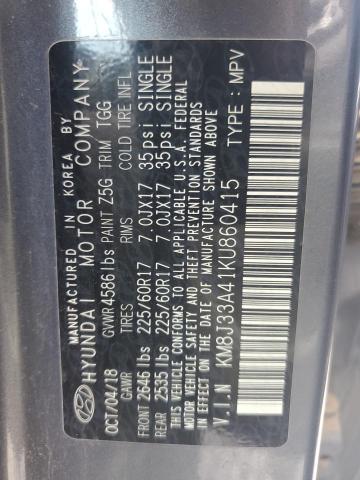 MANUFACTURED IN KOREA BY
HYUNDAI MOTOR COMPANY
OCT/04/18 GVWR 4586 lbs PAINT Z5G TRIM TGG
GAWR TIRES RIMS COLD TIRE INFL
FRONT 2646 lbs 225/60R17 7.0JX17 35psi SINGLE
REAR 2535 lbs 225/60R17 7.0JX17 35psi SINGLE
THIS VEHICLE CONFORMS TO ALL APPLICABLE U.S.A. FEDERAL
MOTOR VEHICLE SAFETY AND BUMPER AND THEFT PREVENTION
STANDARDS IN EFFECT ON THE DATE OF MANUFACTURE SHOWN ABOVE
V.I.N KM8J33A41KU860415 TYPE: MPV